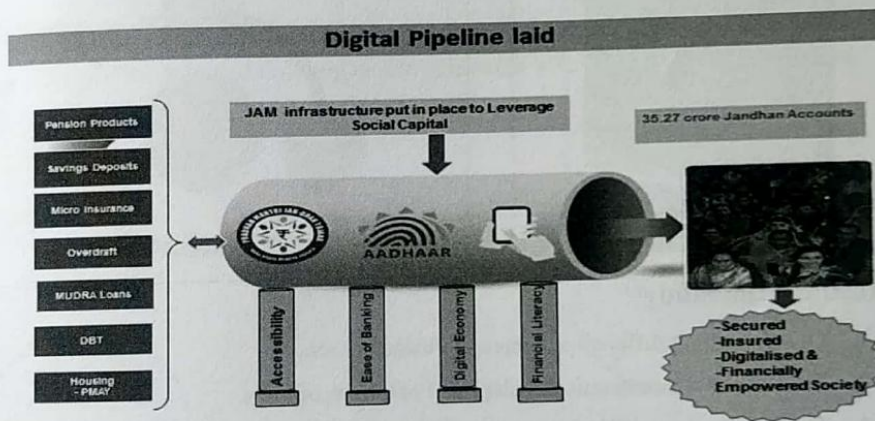 Digital Pipeline laid
JAM infrastructure put in place to Leverage
Social Capital
35.27 crore Jandhan Accounts
Pension Products
Savings Deposits
Micro Insurance
Overdraft
MUDRA Loans
DBT
Housing
- PMAY
AADHAAR
Accessibility
Ease of Banking
Digital Economy
Financial Literacy
-Secured
-Insured
-Digitalised &
-Financially
Empowered Society